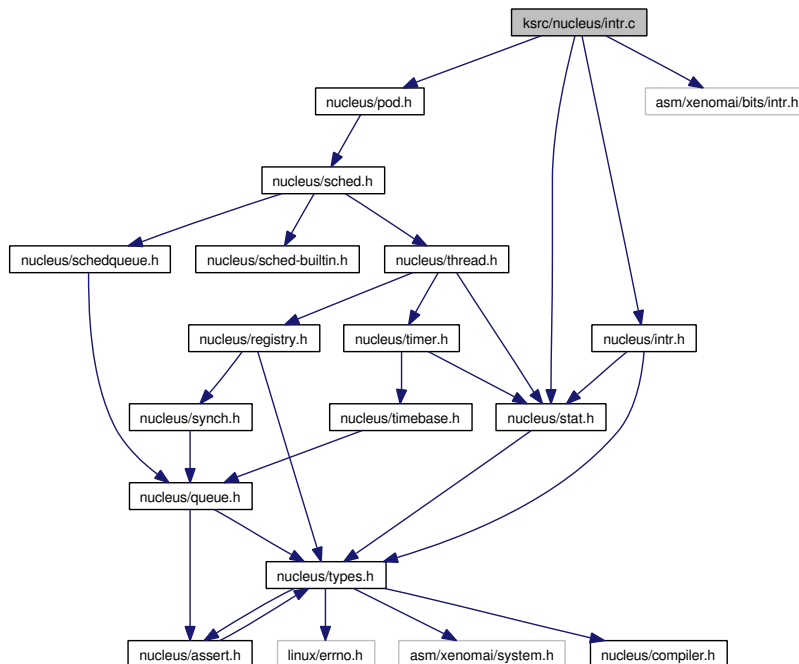 ksrc/nucleus/intr.c
nucleus/pod.h
asm/xenomai/bits/intr.h
nucleus/sched.h
nucleus/schedqueue.h
nucleus/sched-builtin.h
nucleus/thread.h
nucleus/registry.h
nucleus/timer.h
nucleus/intr.h
nucleus/synch.h
nucleus/timebase.h
nucleus/stat.h
nucleus/queue.h
nucleus/types.h
nucleus/assert.h
linux/errno.h
asm/xenomai/system.h
nucleus/compiler.h